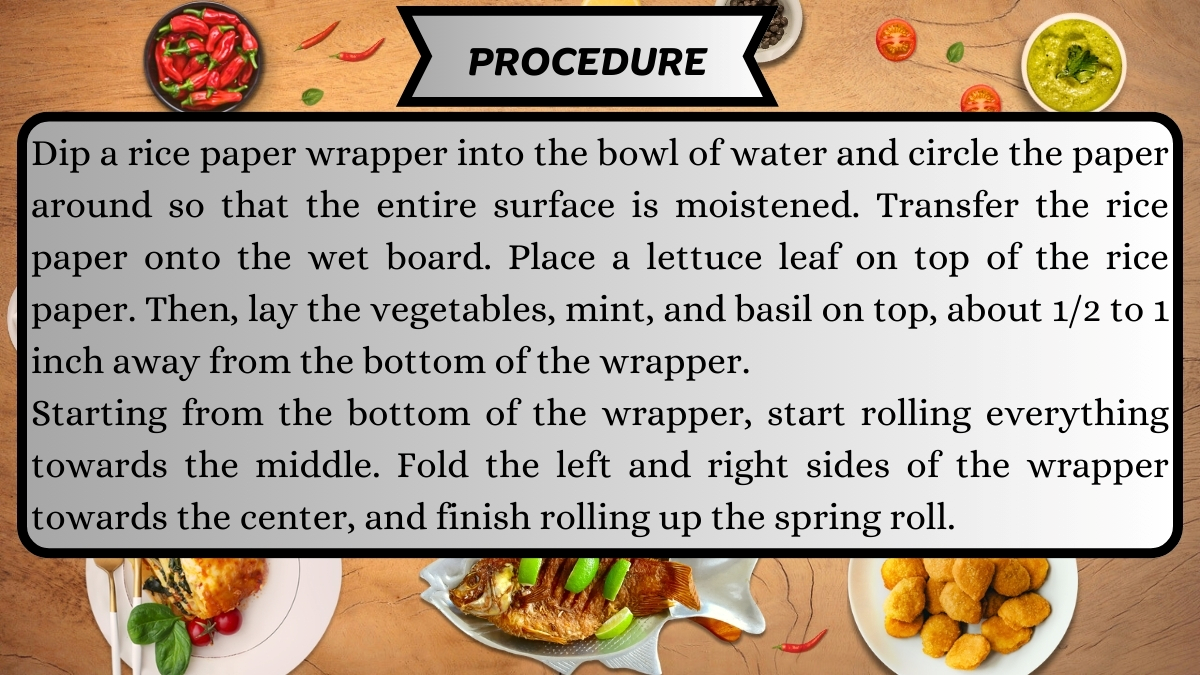 PROCEDURE
Dip a rice paper wrapper into the bowl of water and circle the paper
around so that the entire surface is moistened. Transfer the rice
paper onto the wet board. Place a lettuce leaf on top of the rice
paper. Then, lay the vegetables, mint, and basil on top, about 1/2 to 1
inch away from the bottom of the wrapper.
Starting from the bottom of the wrapper, start rolling everything
towards the middle. Fold the left and right sides of the wrapper
towards the center, and finish rolling up the spring roll.